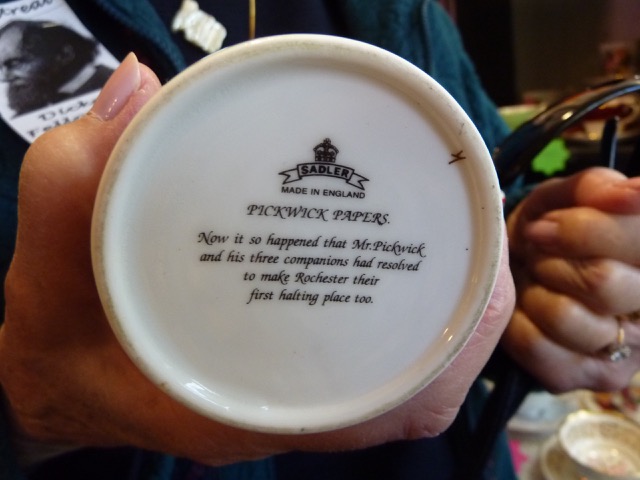 SADLER
MADE IN ENGLAND
PICKWICK PAPERS.
Now it so happened that Mr.Pickwick
and his three companions had resolved
to make Rochester their
first halting place too.